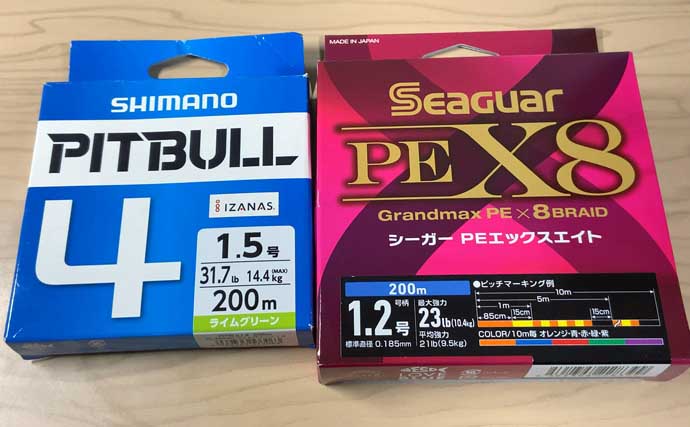 SHIMANO
PITBULL
4
IZANAS
1.5号
31.7lb 14.4kg (MAX)
200m
ライムグリーン
MADE IN JAPAN
Seaguar
PE X8
Grandmax PE×8BRAID
シーガー PEエックスエイト
200m
1.2号
号柄
標準直径 0.185mm
最大強力
23lb(10.4kg)
平均強力
21lb(9.5kg)
●ピッチマーキング例
10m
5m
1m
85cm
15cm
15cm
COLOR/10m毎 オレンジ・青・赤・緑・紫